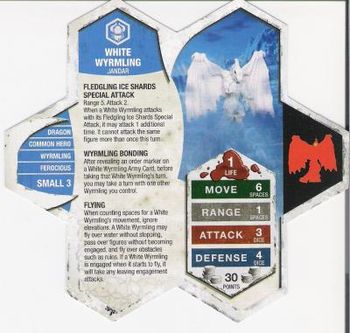 WHITE
WYRMLING
JANDAR
FLEDGLING ICE SHARDS
SPECIAL ATTACK
Range 5. Attack 2.
When a White Wyrmling attacks
with its Fledgling Ice Shards Special
Attack, it may attack 1 additional
time. It cannot attack the same
figure more than once this turn.
WYRMLING BONDING
After revealing an order marker on
a White Wyrmling Army Card, before
taking that White Wyrmling's turn,
you may take a turn with one other
Wyrmling you control.
FLYING
When counting spaces for a White
Wyrmling's movement, ignore
elevations. A White Wyrmling may
fly over water without stopping,
pass over figures without becoming
engaged, and fly over obstacles
such as ruins. If a White Wyrmling
is engaged when it starts to fly, it
will take any leaving engagement
attacks.
DRAGON
COMMON HERO
WYRMLING
FEROCIOUS
SMALL 3
1
LIFE
MOVE 6
SPACES
RANGE 1
SPACES
ATTACK 3
DICE
DEFENSE 4
DICE
30
POINTS